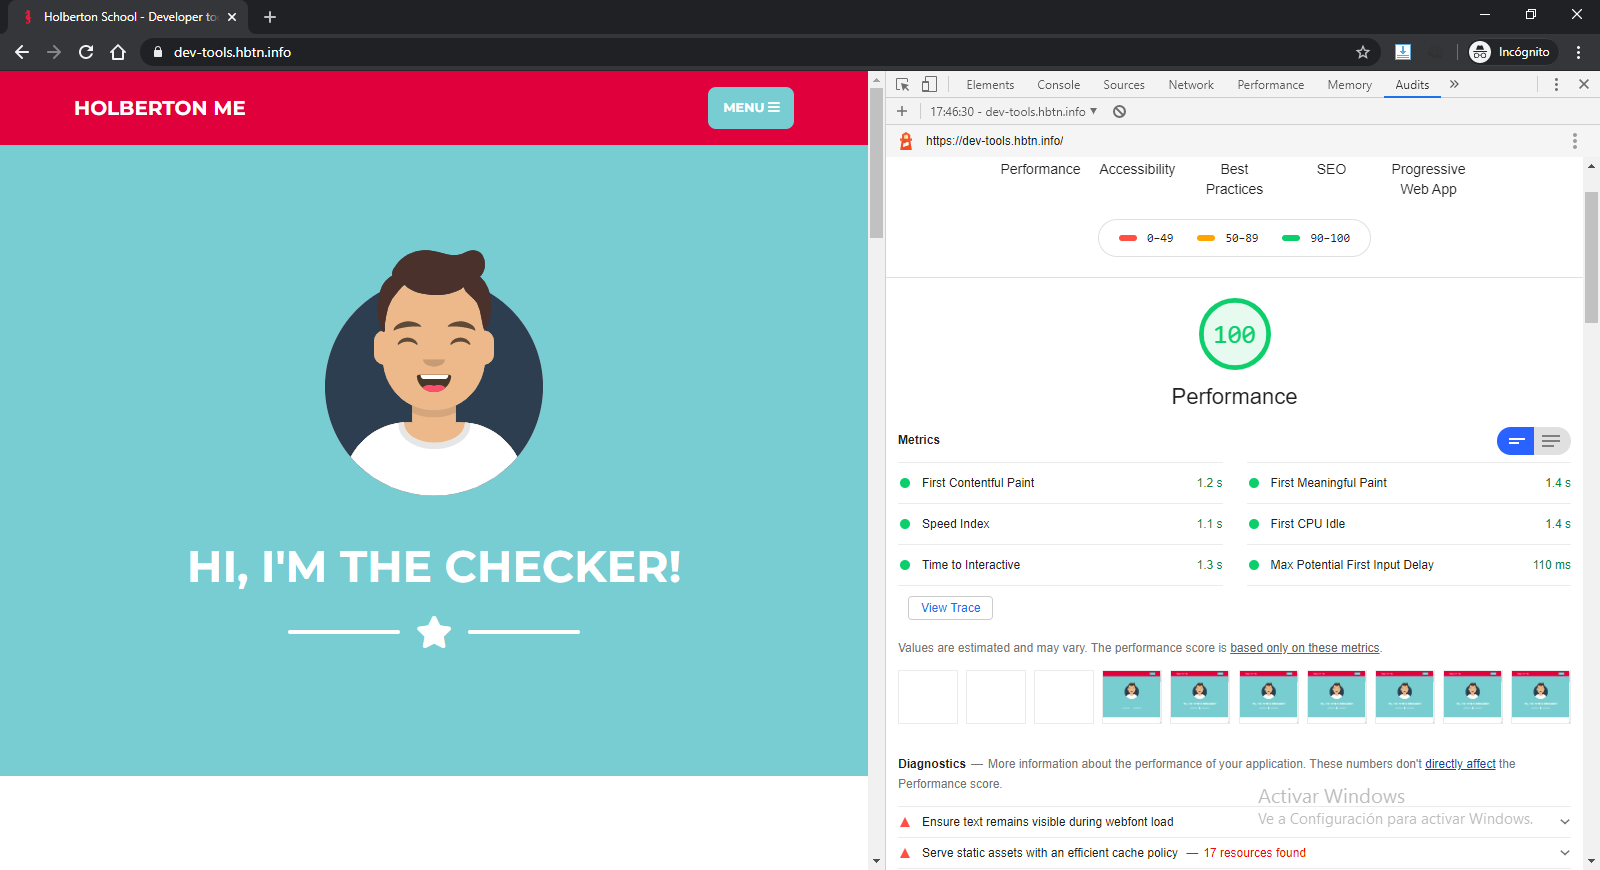 Holberton School - Developer to
dev-tools.hbtn.info
Incógnito
HOLBERTON ME
MENU
HI, I'M THE CHECKER!
Elements Console Sources Network Performance Memory Audits
17:46:30 - dev-tools.hbtn.info
https://dev-tools.hbtn.info/
Performance Accessibility Best Practices SEO Progressive Web App
0–49 50–89 90–100
100
Performance
Metrics
First Contentful Paint 1.2 s
First Meaningful Paint 1.4 s
Speed Index 1.1 s
First CPU Idle 1.4 s
Time to Interactive 1.3 s
Max Potential First Input Delay 110 ms
View Trace
Values are estimated and may vary. The performance score is based only on these metrics.
Diagnostics — More information about the performance of your application. These numbers don't directly affect the
Performance score.
Activar Windows
Ve a Configuración para activar Windows.
Ensure text remains visible during webfont load
Serve static assets with an efficient cache policy — 17 resources found